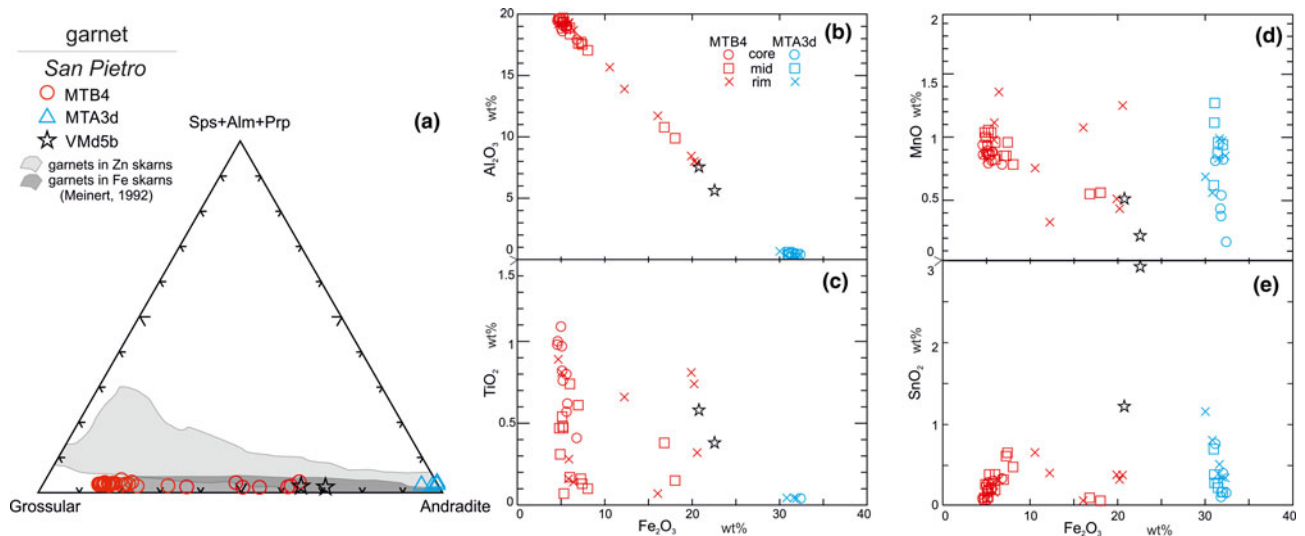 garnet
San Pietro
MTB4
MTA3d
VMd5b
garnets in Zn skarns
garnets in Fe skarns
(Meinert, 1992)
(a)
Sps+Alm+Prp
Grossular
Andradite
(b)
MTB4 MTA3d
core
mid
rim
Al2O3 wt%
20
15
10
5
0
(c)
TiO2 wt%
1.5
1
0.5
0
0 10 20 30 40
Fe2O3 wt%
(d)
MnO wt%
2
1.5
1
0.5
0
(e)
SnO2 wt%
3
2
1
0
0 10 20 30 40
Fe2O3 wt%